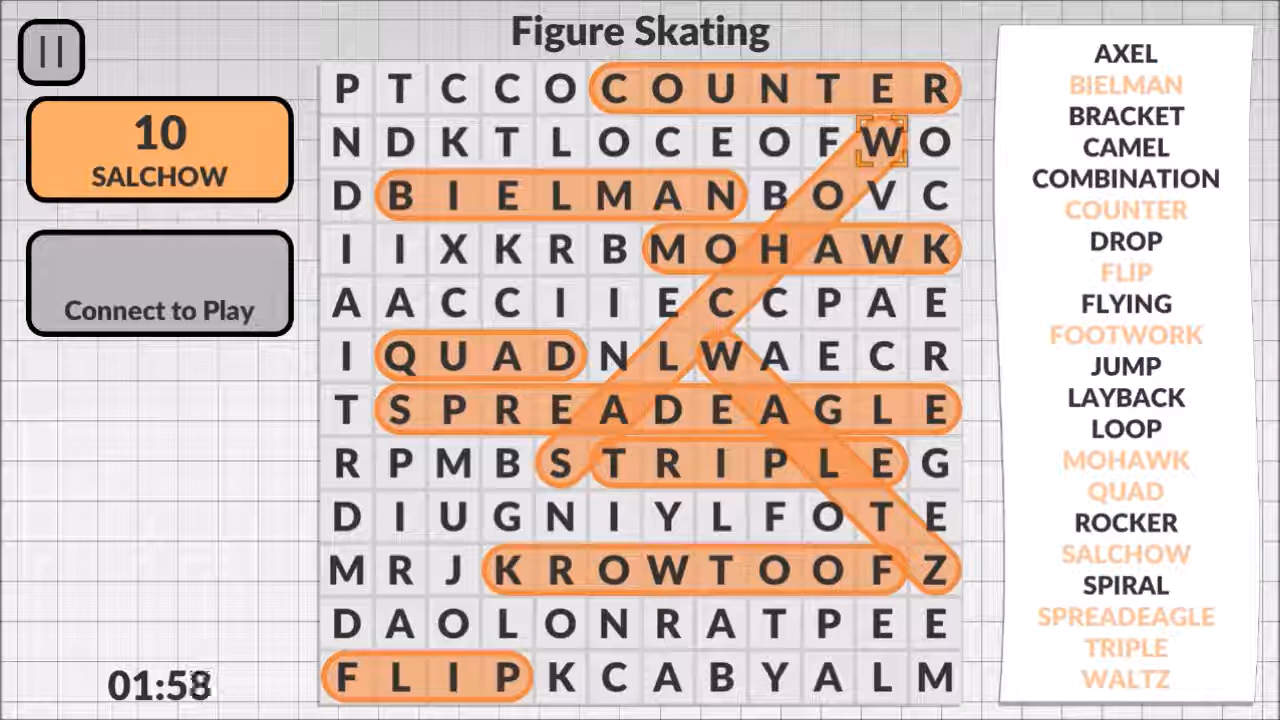 Figure Skating
10
SALCHOW
Connect to Play
01:58
P T C C O C O U N T E R
N D K T L O C E O F W O
D B I E L M A N B O V C
I I X K R B M O H A W K
A A C C I I E C C P A E
I Q U A D N L W A E C R
T S P R E A D E A G L E
R P M B S T R I P L E G
D I U G N I Y L F O T E
M R J K R O W T O O F Z
D A O L O N R A T P E E
F L I P K C A B Y A L M
AXEL
BIELMAN
BRACKET
CAMEL
COMBINATION
COUNTER
DROP
FLIP
FLYING
FOOTWORK
JUMP
LAYBACK
LOOP
MOHAWK
QUAD
ROCKER
SALCHOW
SPIRAL
SPREADEAGLE
TRIPLE
WALTZ